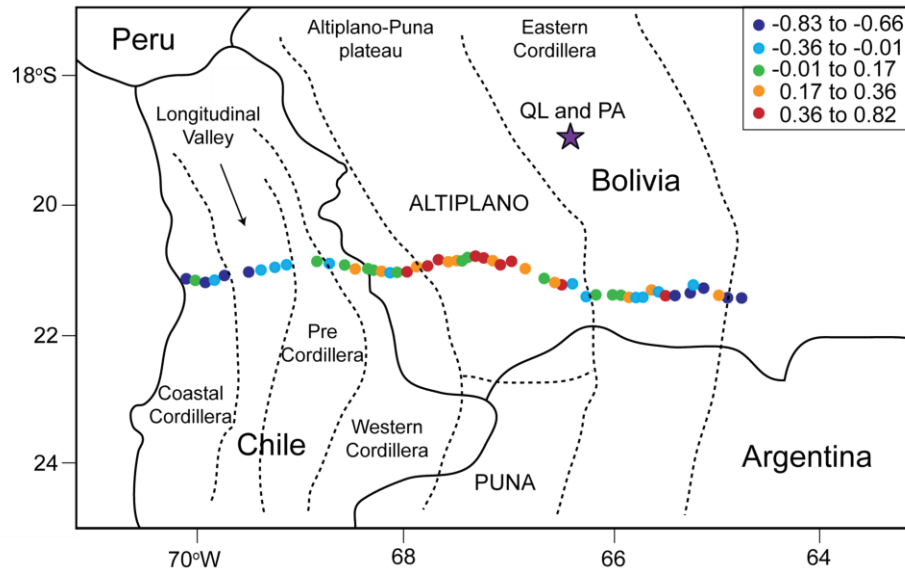 Peru
Altiplano-Puna
plateau
Eastern
Cordillera
-0.83 to -0.66
-0.36 to -0.01
-0.01 to 0.17
0.17 to 0.36
0.36 to 0.82
18°S
Longitudinal
Valley
QL and PA
Bolivia
20
ALTIPLANO
22
Pre
Cordillera
Coastal
Cordillera
Chile
Western
Cordillera
24
PUNA
Argentina
70°W
68
66
64